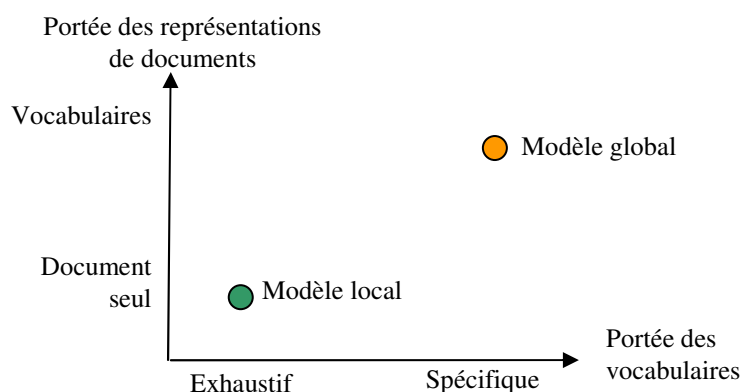 Portée des représentations
de documents
Vocabulaires
Modèle global
Document
seul
Modèle local
Portée des
vocabulaires
Exhaustif
Spécifique